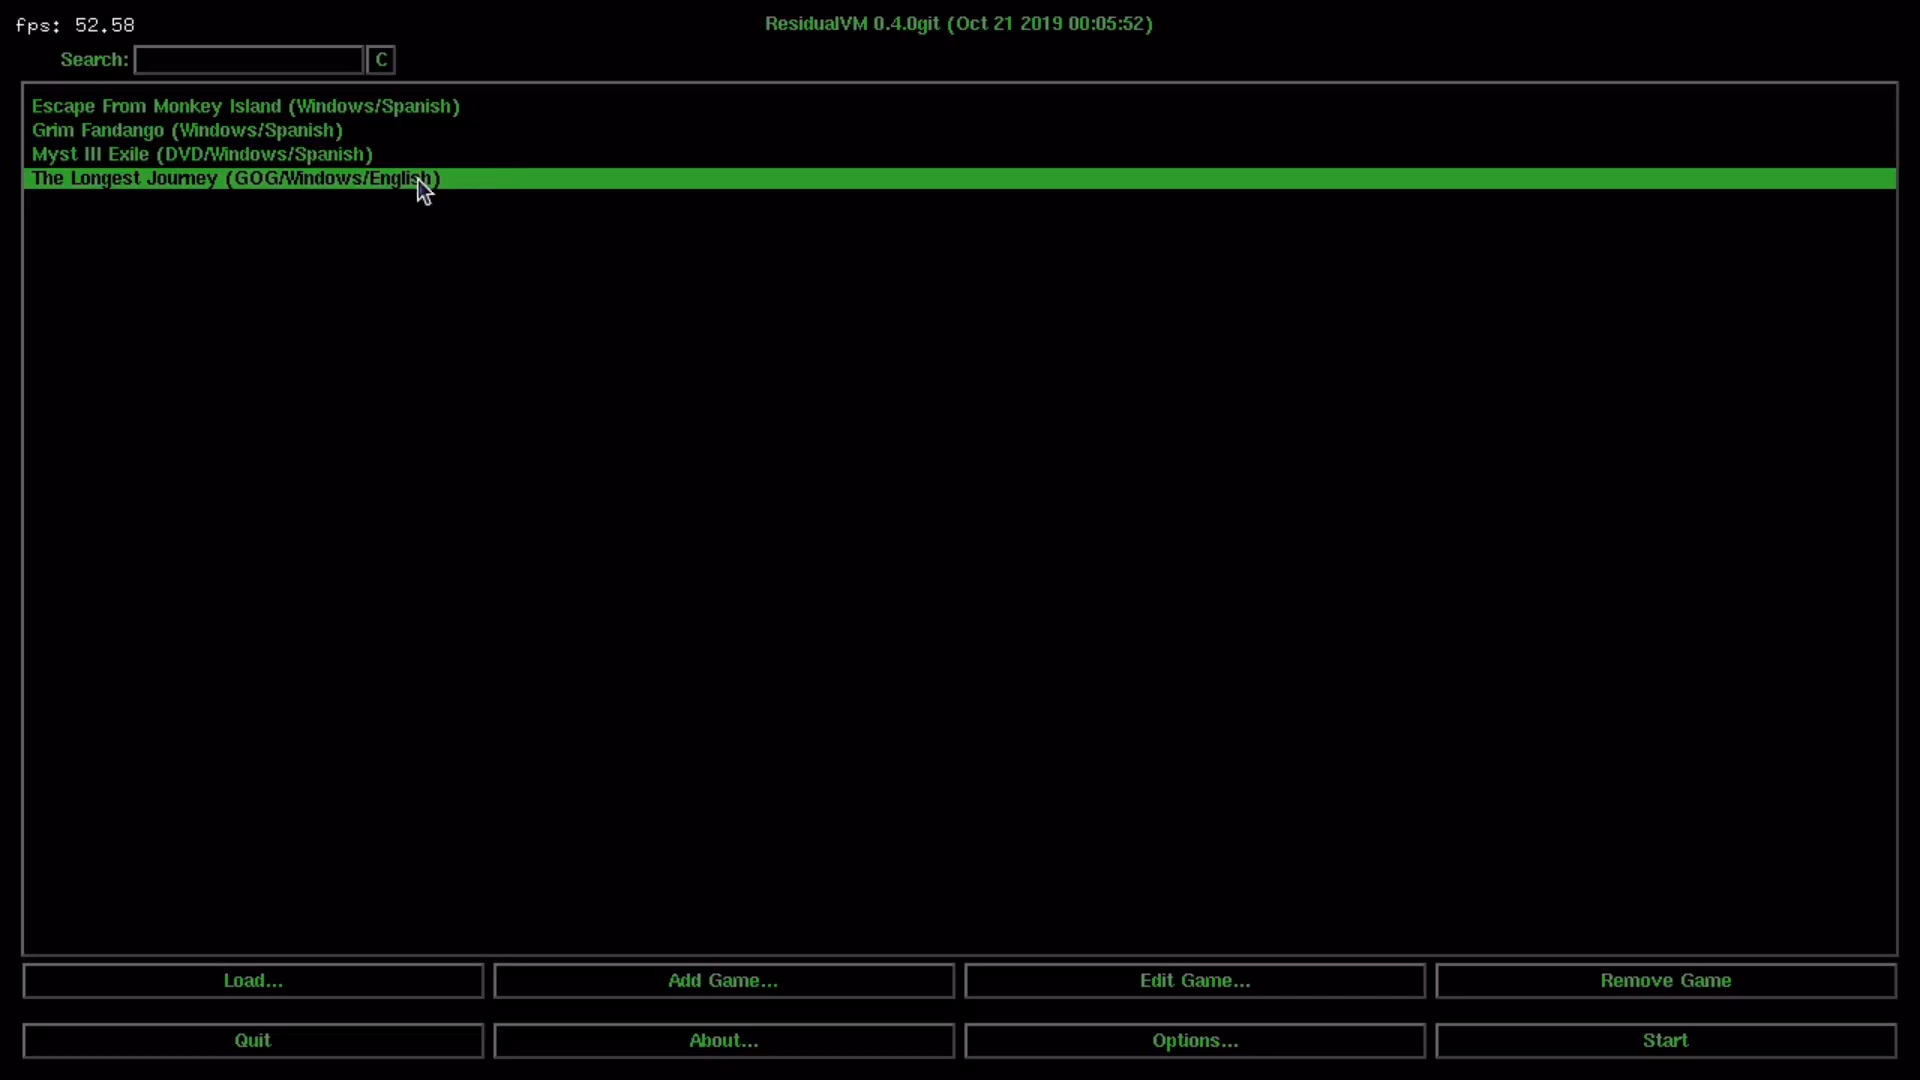 fps: 52.58
ResidualVM 0.4.0git (Oct 21 2019 00:05:52)
Search:
C
Escape From Monkey Island (Windows/Spanish)
Grim Fandango (Windows/Spanish)
Myst III Exile (DVD/Windows/Spanish)
The Longest Journey (GOG/Windows/English)
Load... Add Game... Edit Game... Remove Game
Quit About... Options... Start